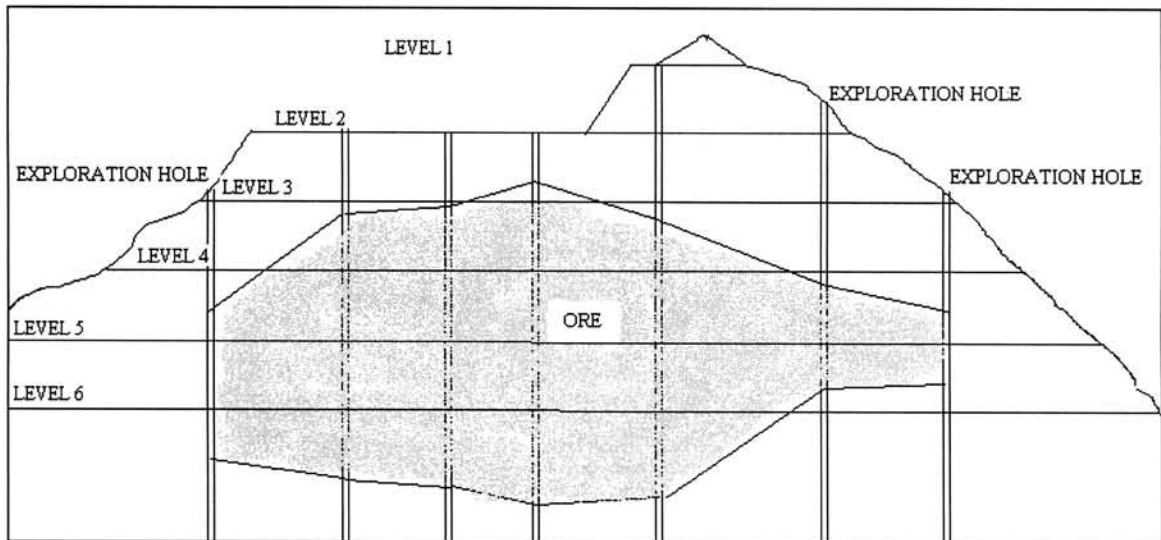 LEVEL 1
EXPLORATION HOLE
LEVEL 2
EXPLORATION HOLE
LEVEL 3
EXPLORATION HOLE
LEVEL 4
ORE
LEVEL 5
LEVEL 6